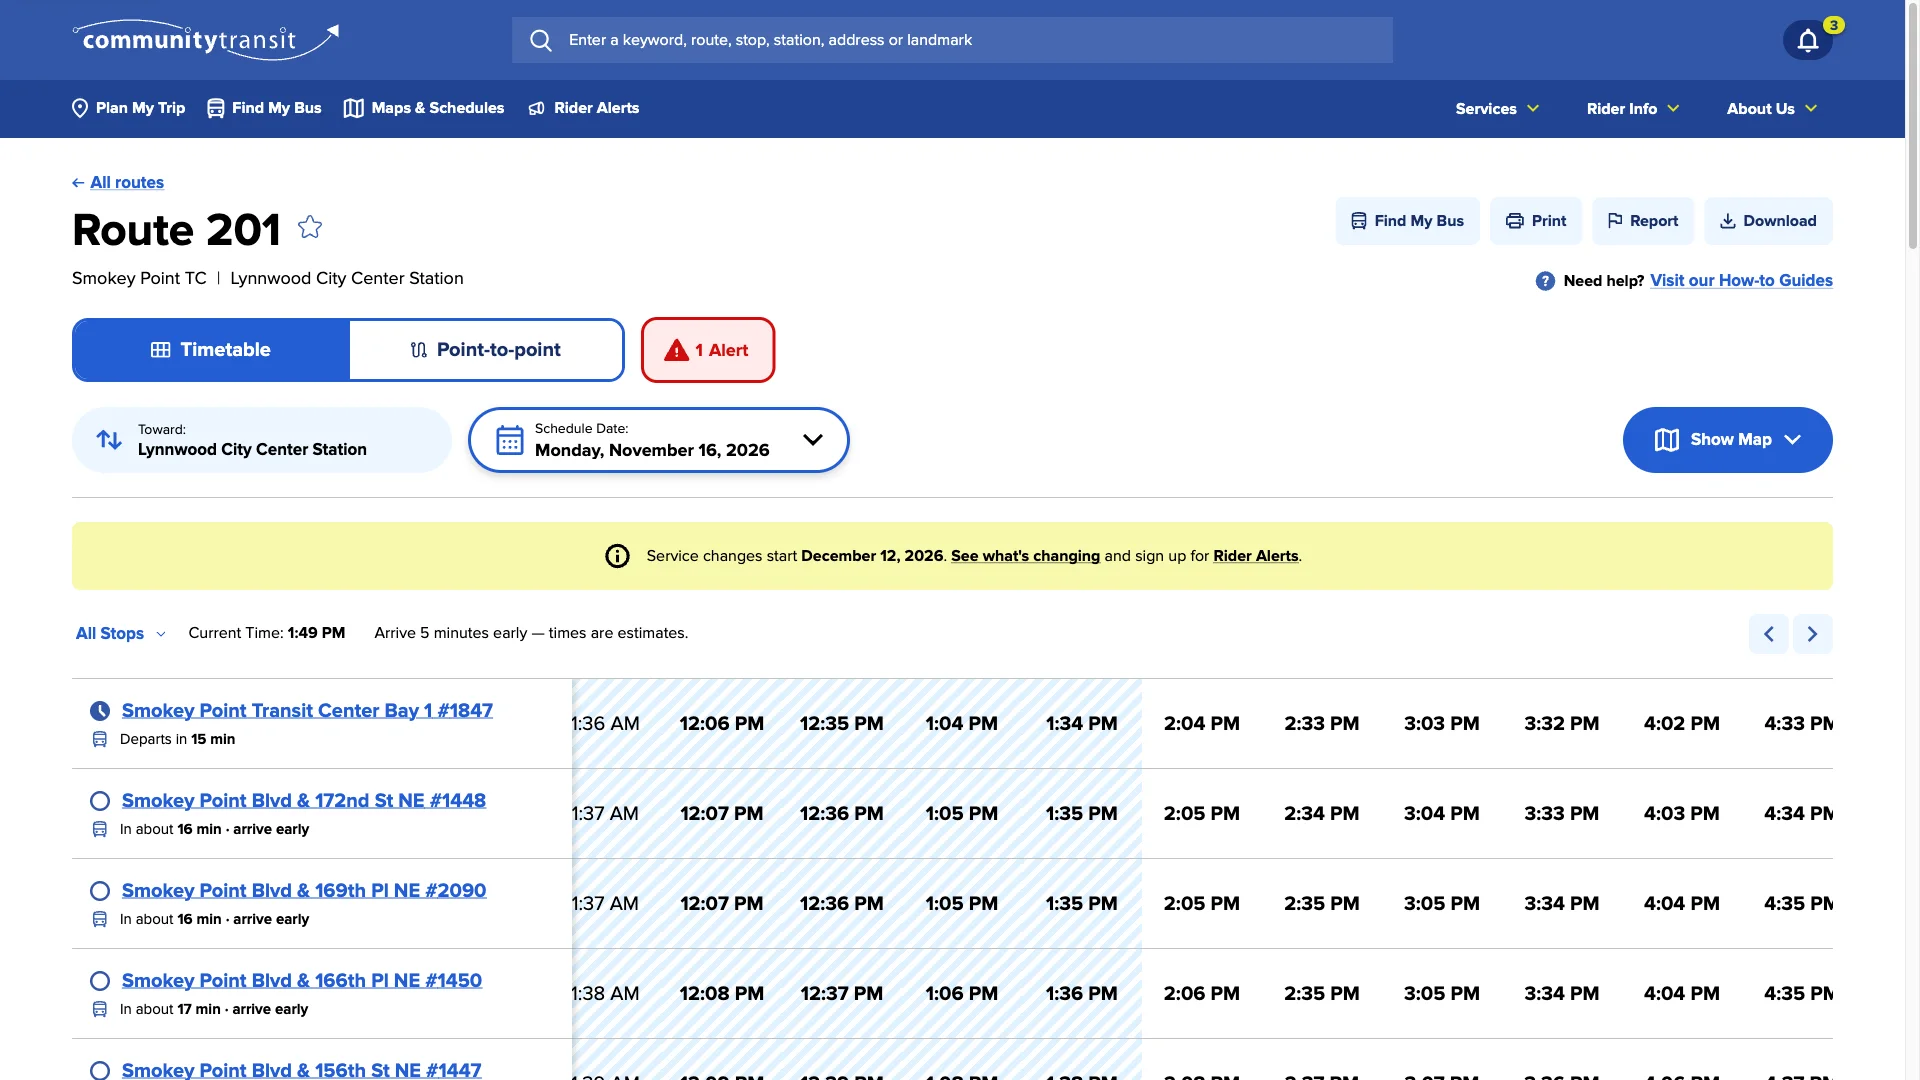 communitytransit
Enter a keyword, route, stop, station, address or landmark
3
Plan My Trip
Find My Bus
Maps & Schedules
Rider Alerts
Services
Rider Info
About Us
← All routes
Route 201
Find My Bus
Print
Report
Download
Smokey Point TC | Lynnwood City Center Station
Need help? Visit our How-to Guides
Timetable
Point-to-point
1 Alert
Toward:
Lynnwood City Center Station
Schedule Date:
Monday, November 16, 2026
Show Map
Service changes start December 12, 2026. See what's changing and sign up for Rider Alerts.
All Stops
Current Time: 1:49 PM
Arrive 5 minutes early — times are estimates.
Smokey Point Transit Center Bay 1 #1847
Departs in 15 min
1:36 AM 12:06 PM 12:35 PM 1:04 PM 1:34 PM 2:04 PM 2:33 PM 3:03 PM 3:32 PM 4:02 PM 4:33 PM
Smokey Point Blvd & 172nd St NE #1448
In about 16 min · arrive early
1:37 AM 12:07 PM 12:36 PM 1:05 PM 1:35 PM 2:05 PM 2:34 PM 3:04 PM 3:33 PM 4:03 PM 4:34 PM
Smokey Point Blvd & 169th Pl NE #2090
In about 16 min · arrive early
1:37 AM 12:07 PM 12:36 PM 1:05 PM 1:35 PM 2:05 PM 2:35 PM 3:05 PM 3:34 PM 4:04 PM 4:35 PM
Smokey Point Blvd & 166th Pl NE #1450
In about 17 min · arrive early
1:38 AM 12:08 PM 12:37 PM 1:06 PM 1:36 PM 2:06 PM 2:35 PM 3:05 PM 3:34 PM 4:04 PM 4:35 PM
Smokey Point Blvd & 156th St NE #1447